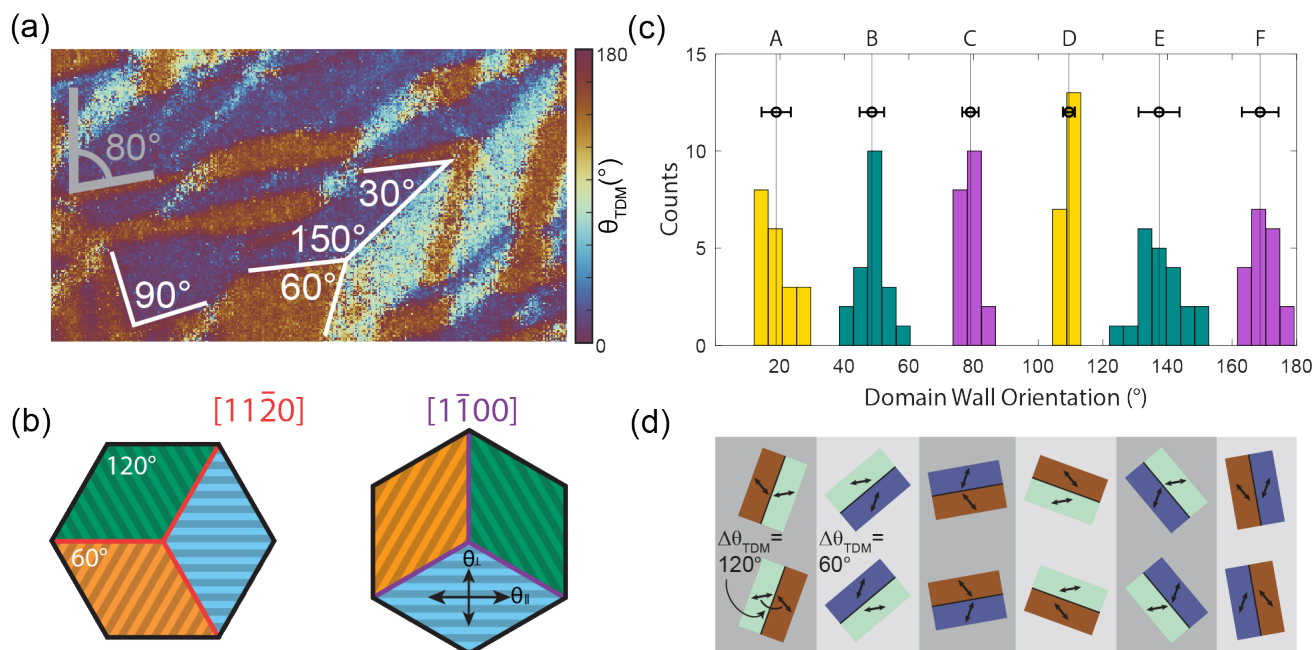 (a)
180
θTDM(°)
0
80°
30°
150°
60°
90°
(b)
[112̅0]
[11̅00]
120°
60°
θ⊥
θ∥
(c)
A B C D E F
15
10
5
0
Counts
20 40 60 80 100 120 140 160 180
Domain Wall Orientation (°)
(d)
ΔθTDM=
120°
ΔθTDM=
60°